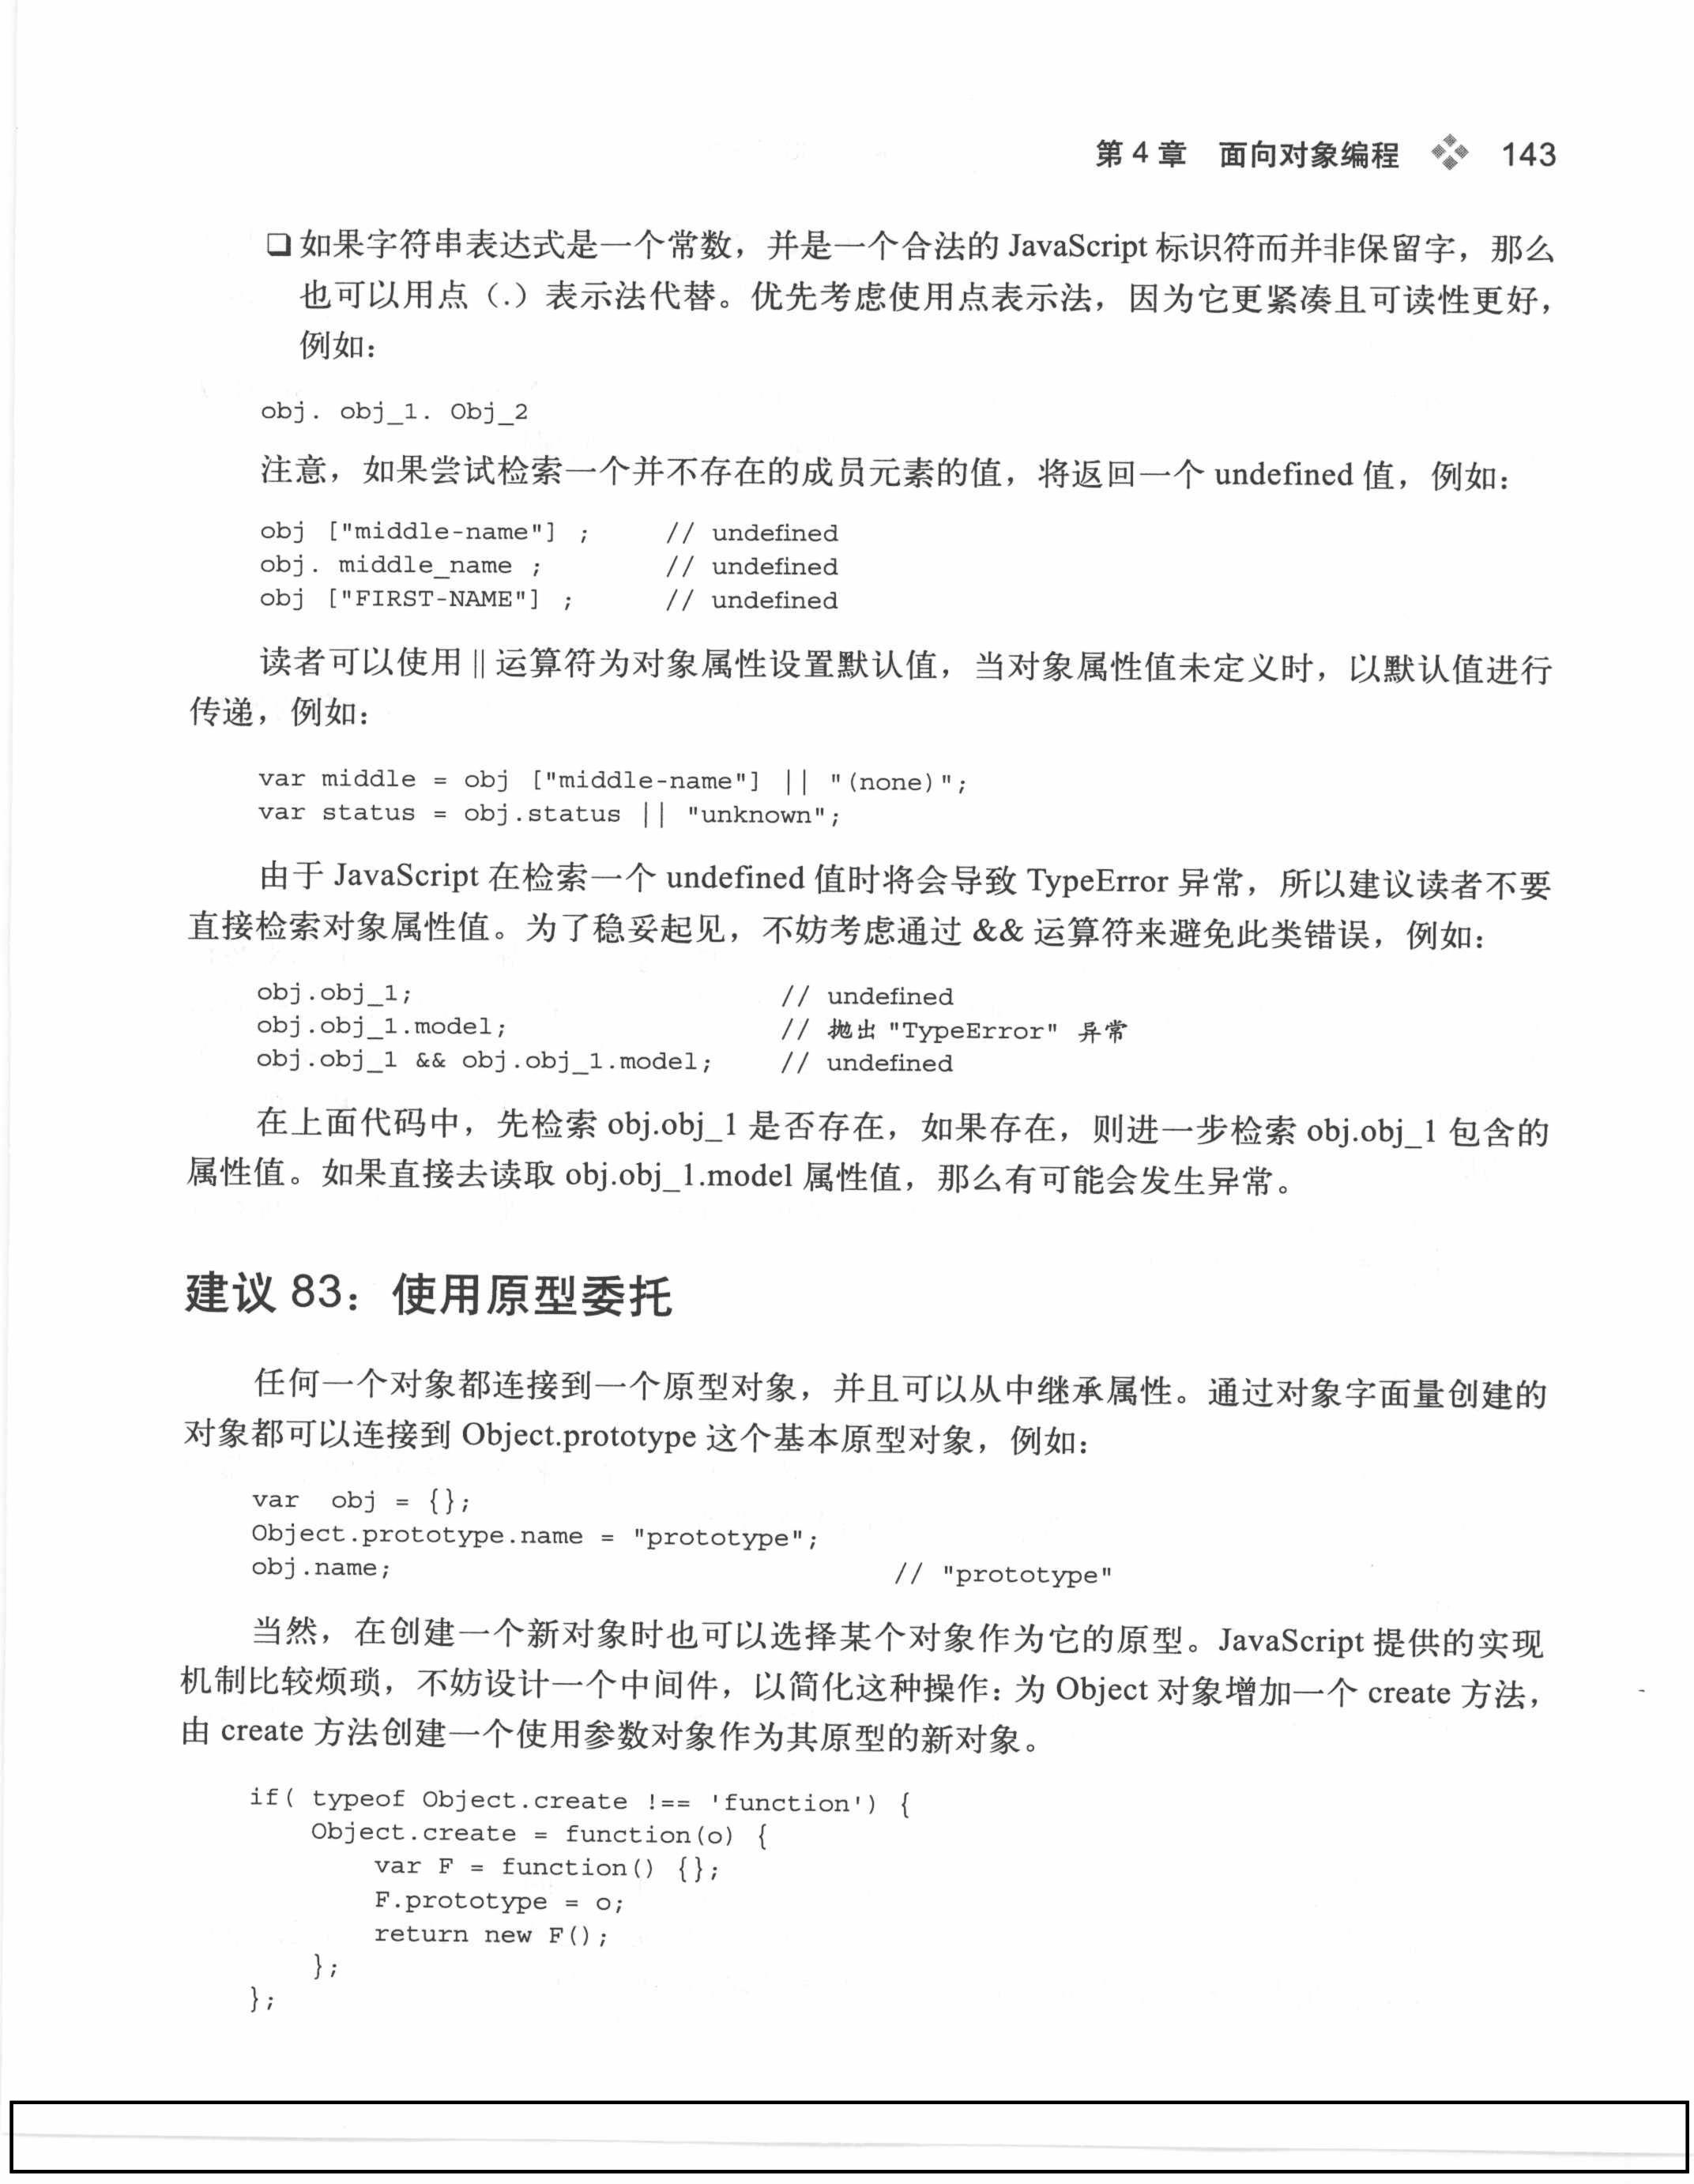 第 4 章 面向对象编程 143
❏ 如果字符串表达式是一个常数，并是一个合法的 JavaScript 标识符而并非保留字，那么
也可以用点（.）表示法代替。优先考虑使用点表示法，因为它更紧凑且可读性更好，
例如：
obj. obj_1. Obj_2
注意，如果尝试检索一个并不存在的成员元素的值，将返回一个 undefined 值，例如：
obj ["middle-name"] ; // undefined
obj. middle_name ; // undefined
obj ["FIRST-NAME"] ; // undefined
读者可以使用 || 运算符为对象属性设置默认值，当对象属性值未定义时，以默认值进行
传递，例如：
var middle = obj ["middle-name"] || "(none)";
var status = obj.status || "unknown";
由于 JavaScript 在检索一个 undefined 值时将会导致 TypeError 异常，所以建议读者不要
直接检索对象属性值。为了稳妥起见，不妨考虑通过 && 运算符来避免此类错误，例如：
obj.obj_1; // undefined
obj.obj_1.model; // 抛出 "TypeError" 异常
obj.obj_1 && obj.obj_1.model; // undefined
在上面代码中，先检索 obj.obj_1 是否存在，如果存在，则进一步检索 obj.obj_1 包含的
属性值。如果直接去读取 obj.obj_1.model 属性值，那么有可能会发生异常。
建议 83：使用原型委托
任何一个对象都连接到一个原型对象，并且可以从中继承属性。通过对象字面量创建的
对象都可以连接到 Object.prototype 这个基本原型对象，例如：
var obj = {};
Object.prototype.name = "prototype";
obj.name; // "prototype"
当然，在创建一个新对象时也可以选择某个对象作为它的原型。JavaScript 提供的实现
机制比较烦琐，不妨设计一个中间件，以简化这种操作：为 Object 对象增加一个 create 方法，
由 create 方法创建一个使用参数对象作为其原型的新对象。
if( typeof Object.create !== 'function') {
Object.create = function(o) {
var F = function() {};
F.prototype = o;
return new F();
};
};